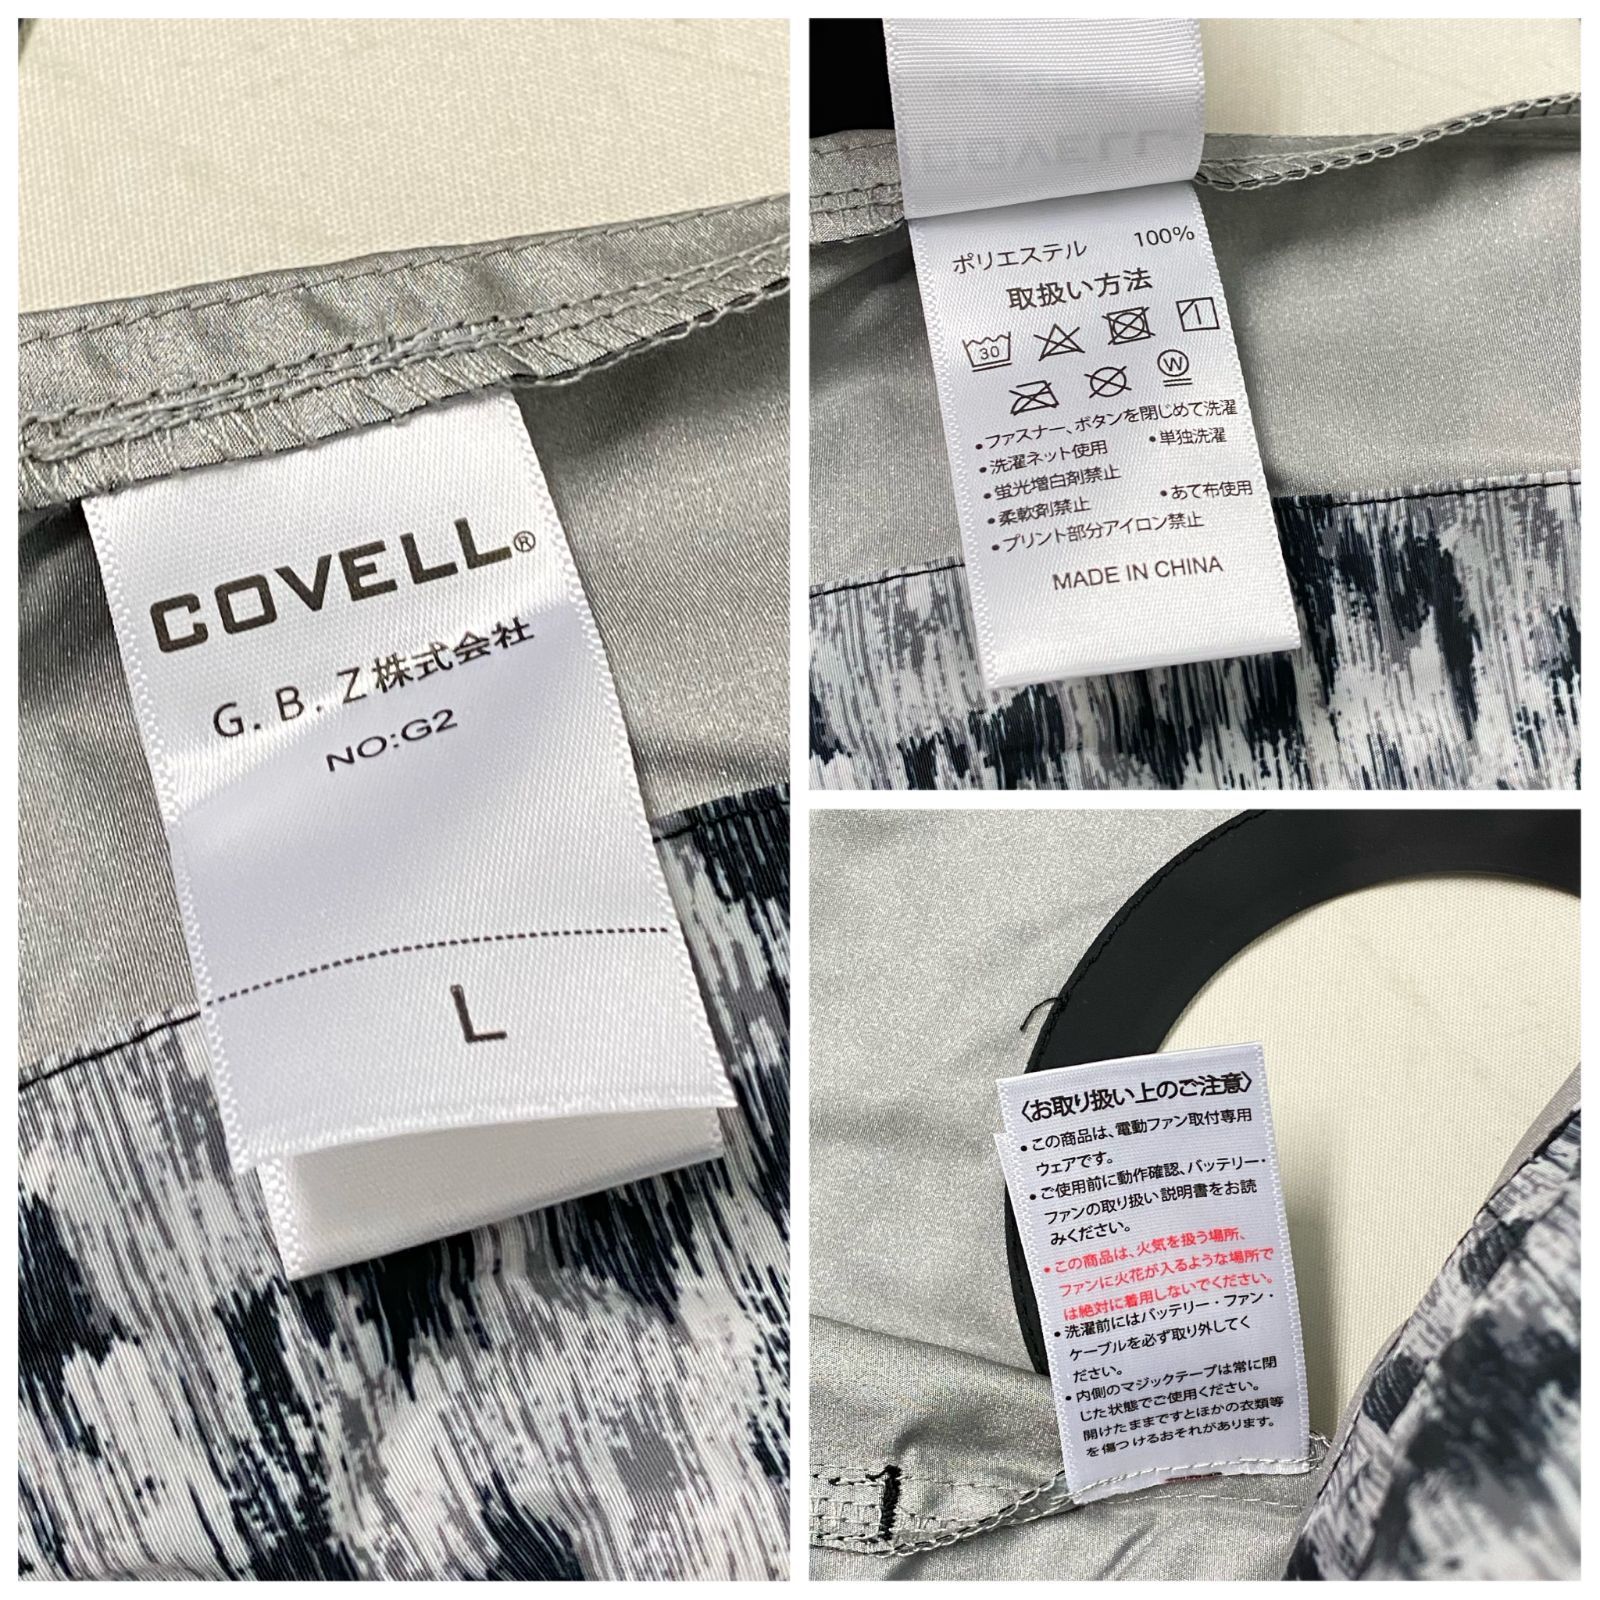 COVELL®
G.B.Z株式会社
NO:G2
L
ポリエステル 100%
取扱い方法
30
W
•ファスナー、ボタンを閉じめて洗濯
•洗濯ネット使用 •単独洗濯
•蛍光増白剤禁止
•柔軟剤禁止 •あて布使用
•プリント部分アイロン禁止
MADE IN CHINA
〈お取り扱い上のご注意〉
•この商品は、電動ファン取付専用
ウェアです。
•ご使用前に動作確認、バッテリー・
ファンの取り扱い説明書をお読
みください。
•この商品は、火気を扱う場所、
ファンに火花が入るような場所で
は絶対に着用しないでください。
•洗濯前にはバッテリー・ファン・
ケーブルを必ず取り外してく
ださい。
•内側のマジックテープは常に閉
じた状態でご使用ください。
開けたままですとほかの衣類等
を傷つけるおそれがあります。